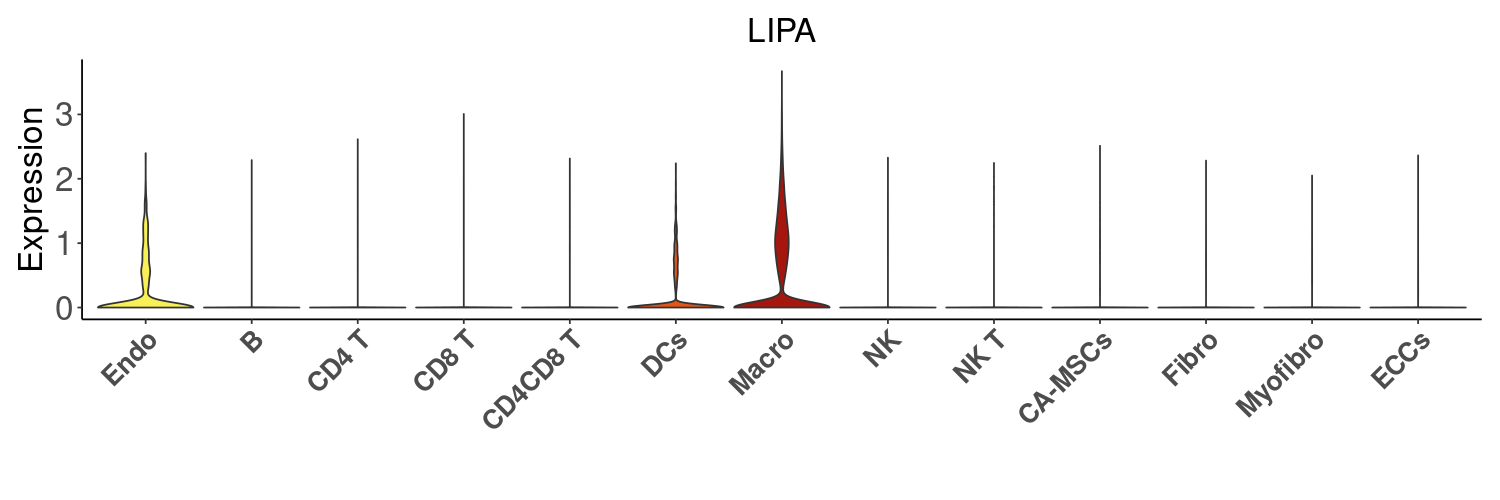 LIPA
Expression
3
2
1
0
Endo
B
CD4 T
CD8 T
CD4CD8 T
DCs
Macro
NK
NK T
CA-MSCs
Fibro
Myofibro
ECCs